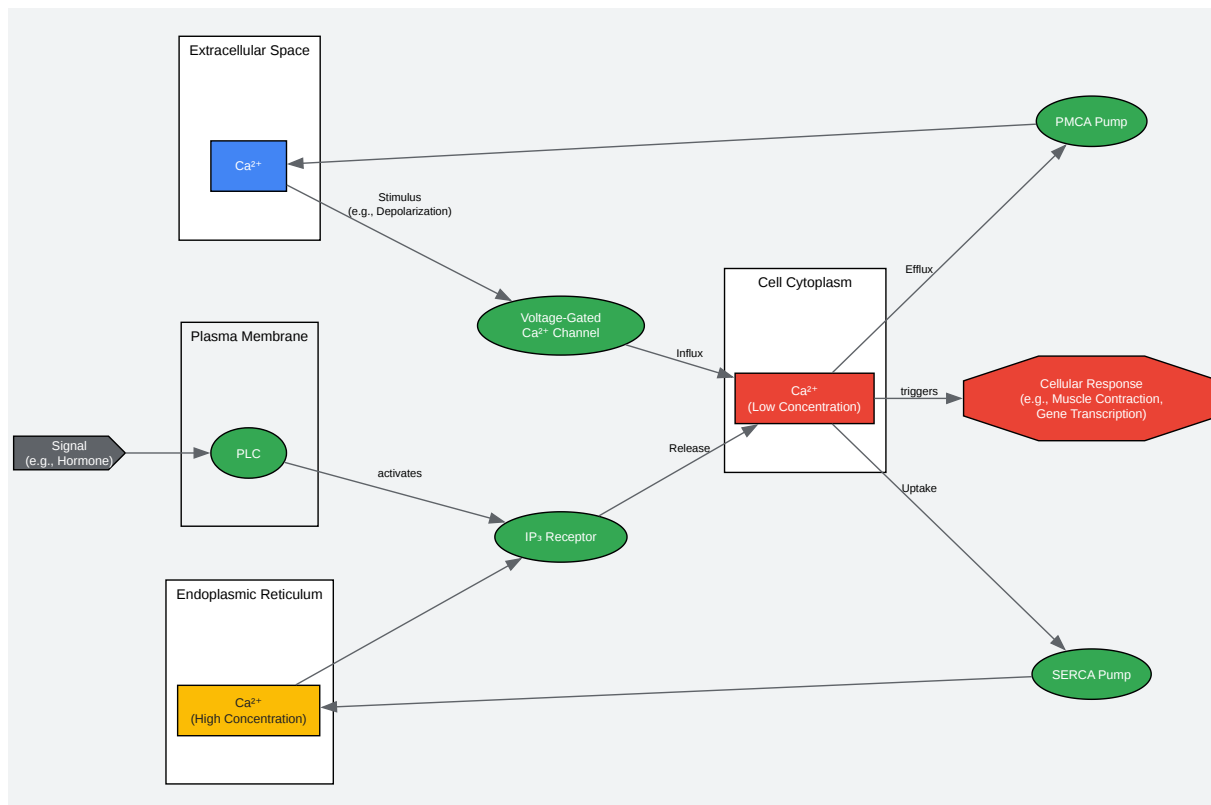 Extracellular Space
Ca²⁺
PMCA Pump
Stimulus
(e.g., Depolarization)
Efflux
Cell Cytoplasm
Voltage-Gated
Ca²⁺ Channel
Influx
Plasma Membrane
Ca²⁺
(Low Concentration)
triggers
Cellular Response
(e.g., Muscle Contraction,
Gene Transcription)
Signal
(e.g., Hormone)
PLC
activates
Release
Uptake
IP₃ Receptor
Endoplasmic Reticulum
Ca²⁺
(High Concentration)
SERCA Pump